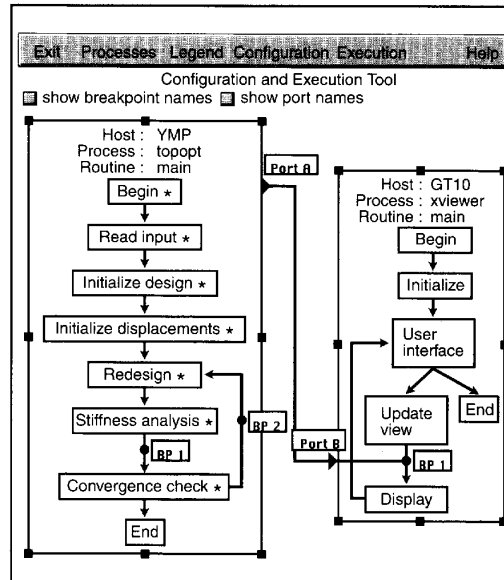 Exit Processes Legend Configuration Execution Help
Configuration and Execution Tool
show breakpoint names show port names
Host : YMP
Process : topopt
Routine : main
Begin *
Read input *
Initialize design *
Initialize displacements *
Redesign *
Stiffness analysis *
BP 1
BP 2
Convergence check *
End
Port A
Port B
Host : GT10
Process : xviewer
Routine : main
Begin
Initialize
User
interface
End
Update
view
BP 1
Display